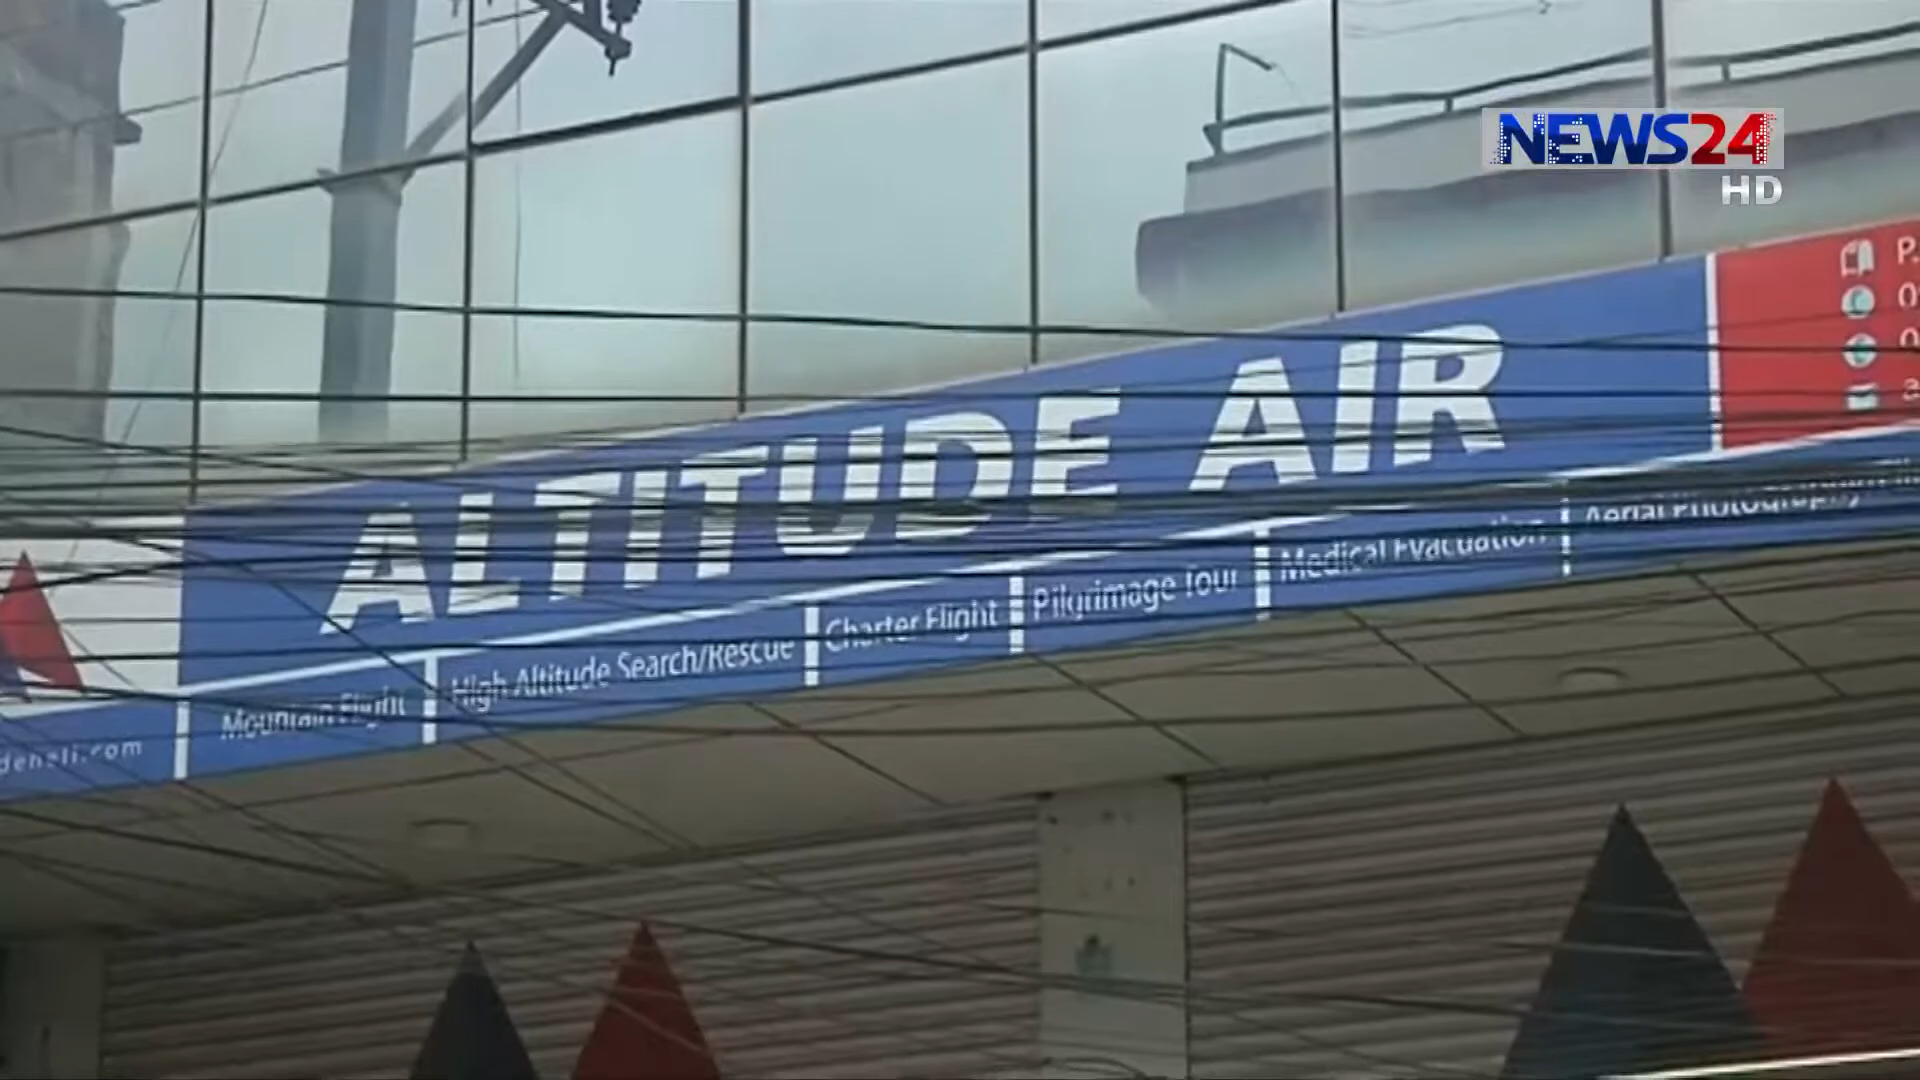 NEWS24
HD
ALTITUDE AIR
Mountain Flight
High Altitude Search/Rescue
Charter Flight
Pilgrimage Tour
Medical Evacuation
Aerial Photography